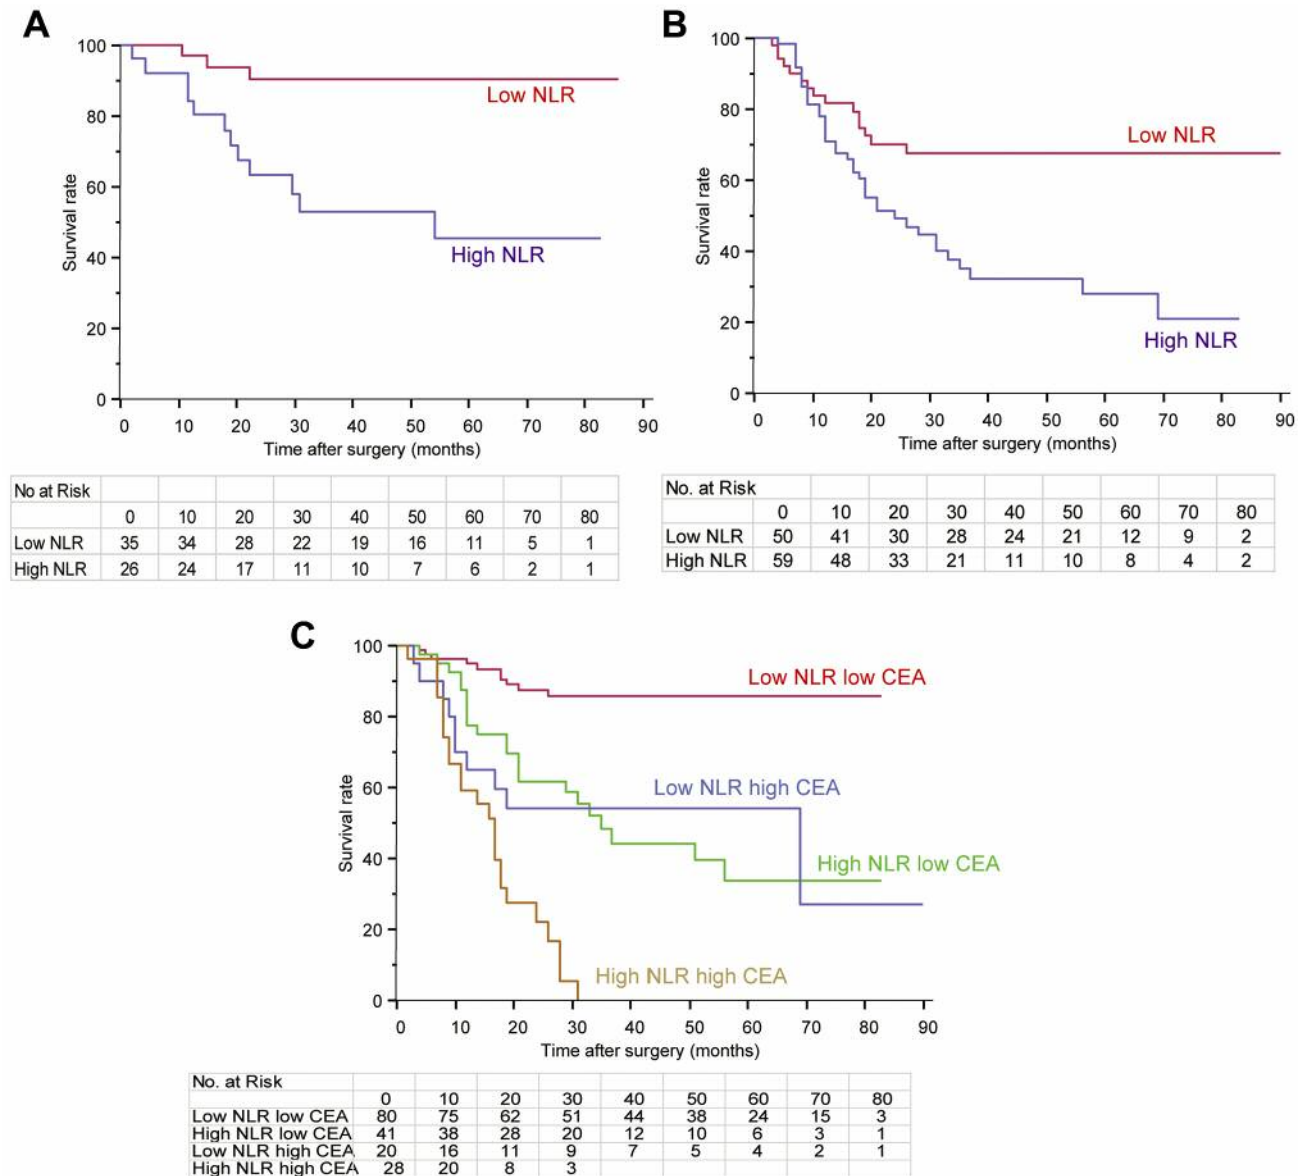 A
Survival rate
100
80
60
40
20
0
Low NLR
High NLR
0 10 20 30 40 50 60 70 80 90
Time after surgery (months)
No at Risk
0 10 20 30 40 50 60 70 80
Low NLR 35 34 28 22 19 16 11 5 1
High NLR 26 24 17 11 10 7 6 2 1
B
Survival rate
100
80
60
40
20
0
Low NLR
High NLR
0 10 20 30 40 50 60 70 80 90
Time after surgery (months)
No. at Risk
0 10 20 30 40 50 60 70 80
Low NLR 50 41 30 28 24 21 12 9 2
High NLR 59 48 33 21 11 10 8 4 2
C
Survival rate
100
80
60
40
20
0
Low NLR low CEA
Low NLR high CEA
High NLR low CEA
High NLR high CEA
0 10 20 30 40 50 60 70 80 90
Time after surgery (months)
No. at Risk
0 10 20 30 40 50 60 70 80
Low NLR low CEA 80 75 62 51 44 38 24 15 3
High NLR low CEA 41 38 28 20 12 10 6 3 1
Low NLR high CEA 20 16 11 9 7 5 4 2 1
High NLR high CEA 28 20 8 3